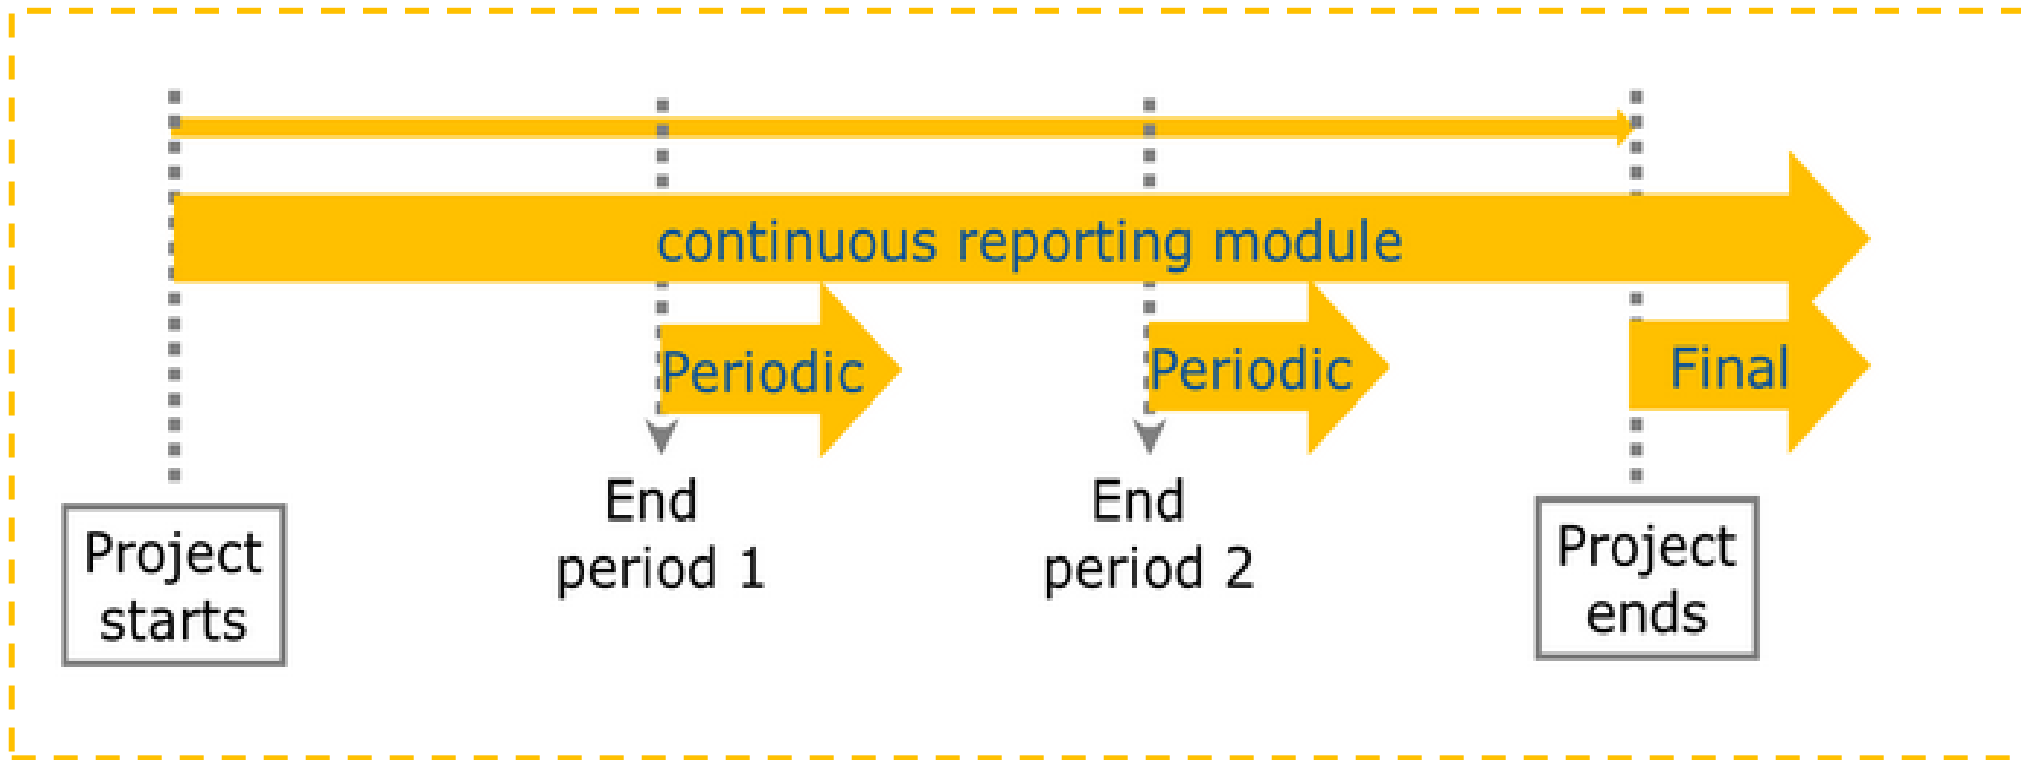 continuous reporting module
Periodic
Periodic
Final
End
period 1
End
period 2
Project
starts
Project
ends